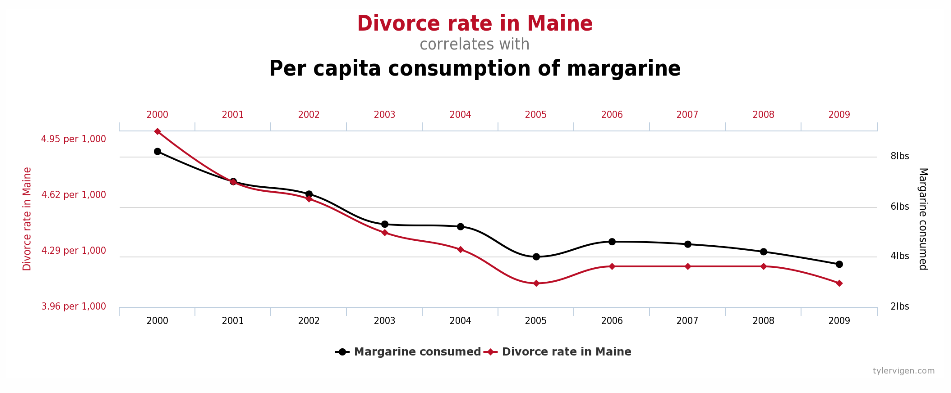 Divorce rate in Maine
correlates with
Per capita consumption of margarine
2000 2001 2002 2003 2004 2005 2006 2007 2008 2009
4.95 per 1,000
4.62 per 1,000
4.29 per 1,000
3.96 per 1,000
Divorce rate in Maine
8lbs
6lbs
4lbs
2lbs
Margarine consumed
2000 2001 2002 2003 2004 2005 2006 2007 2008 2009
Margarine consumed Divorce rate in Maine
tylervigen.com